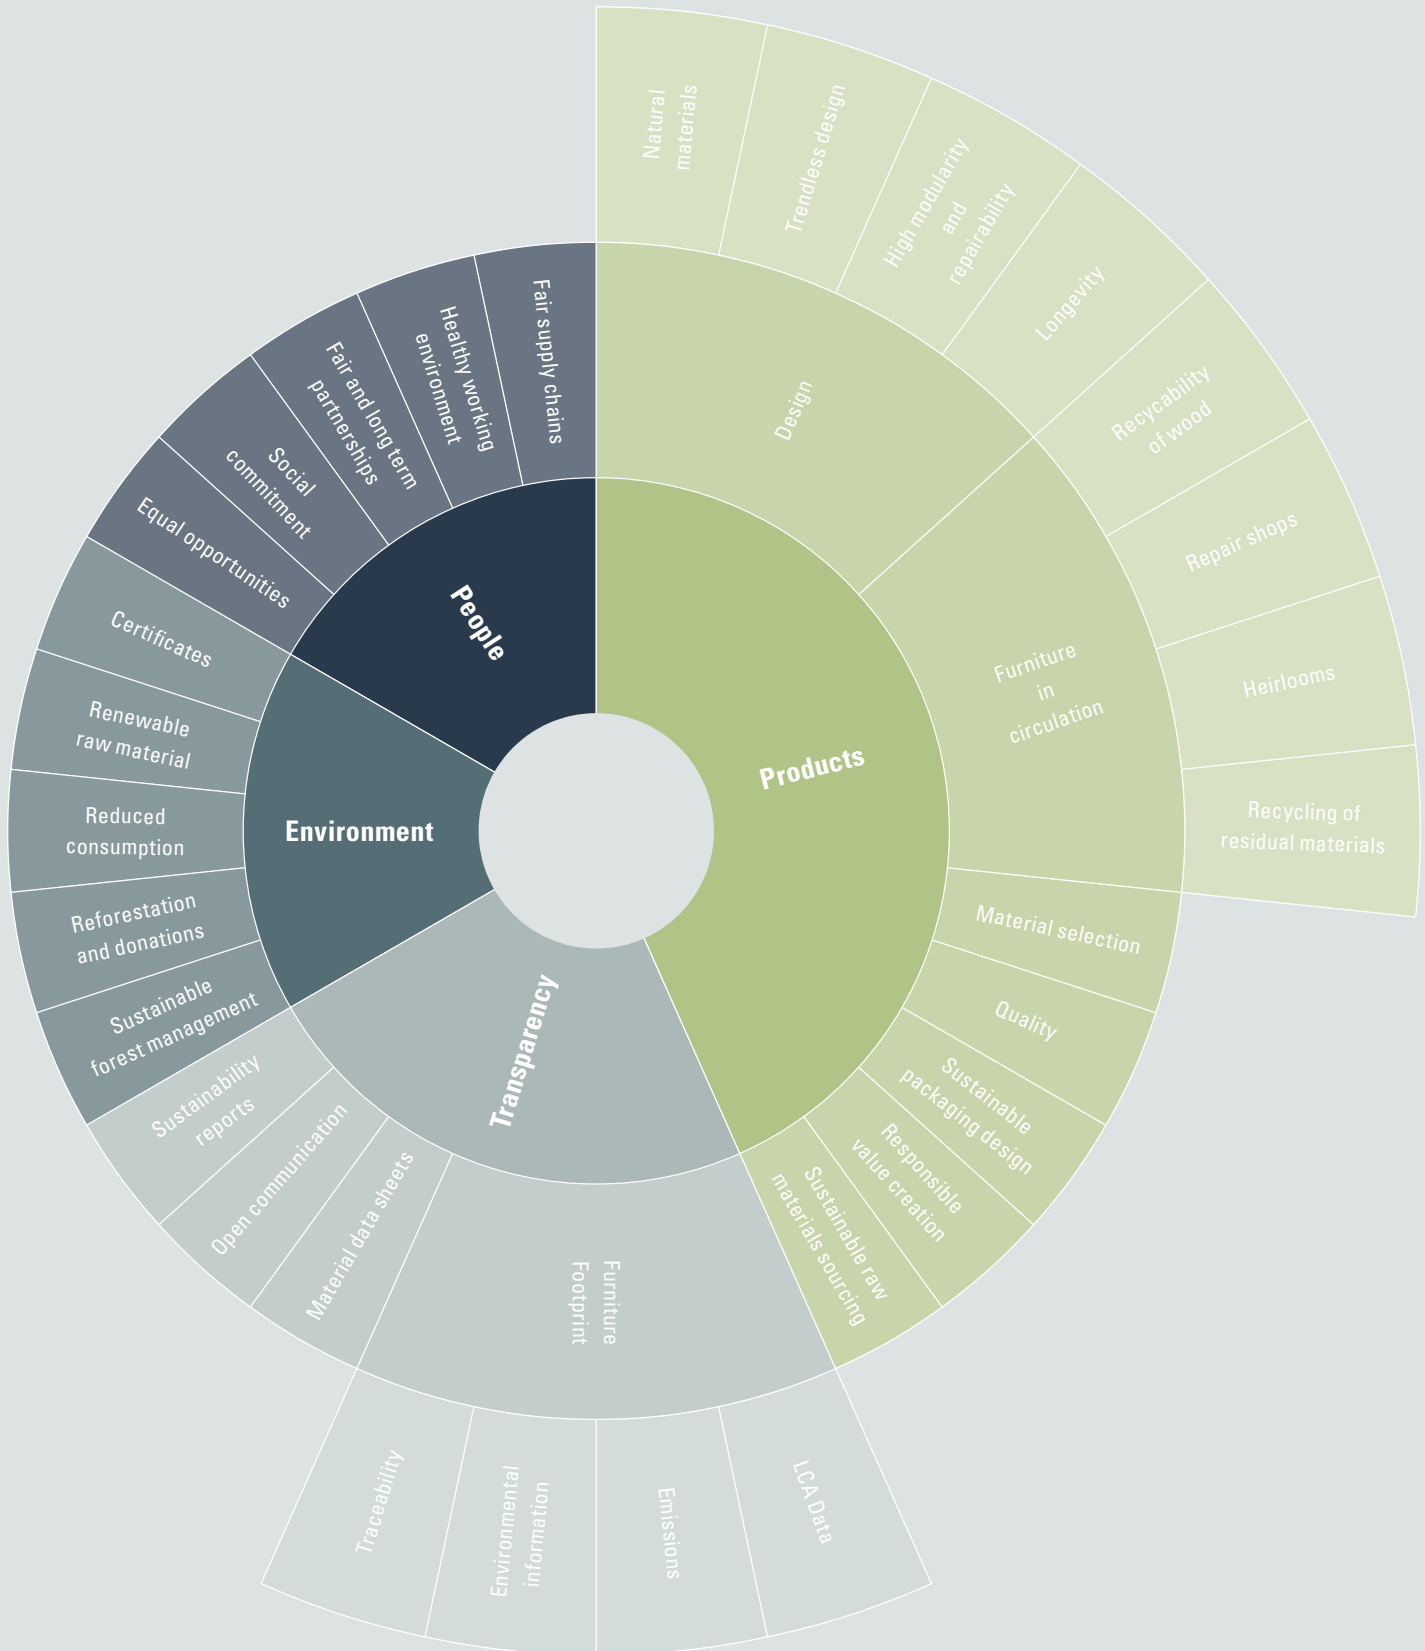 Products
Design
Natural
materials
Trendless design
High modularity
and
repairability
Longevity
Furniture
in
circulation
Recycability
of wood
Repair shops
Heirlooms
Recycling of
residual materials
Material selection
Quality
Sustainable
packaging design
Responsible
value creation
Sustainable raw
materials sourcing
Transparency
Furniture
Footprint
LCA Data
Emissions
Environmental
information
Traceability
Material data sheets
Open communication
Sustainability
reports
Environment
Sustainable
forest management
Reforestation
and donations
Reduced
consumption
Renewable
raw material
Certificates
People
Equal opportunities
Social
commitment
Fair and long term
partnerships
Healthy working
environment
Fair supply chains